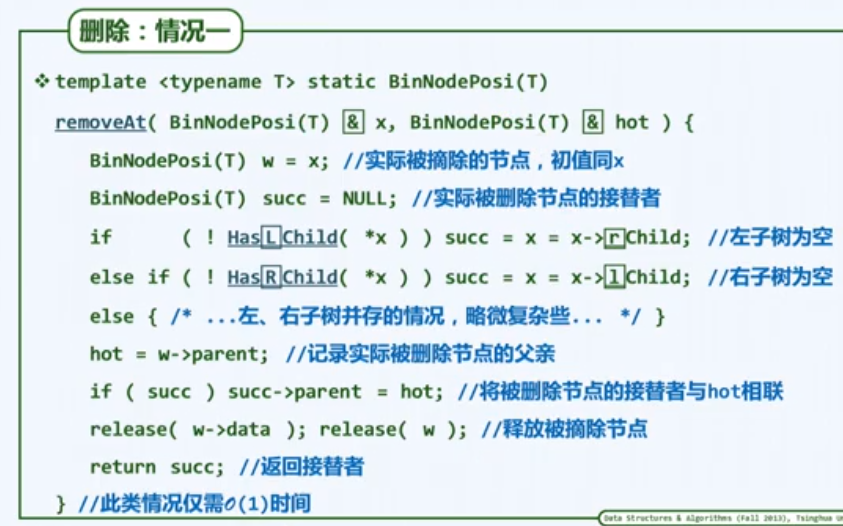 删除：情况一
❖ template <typename T> static BinNodePosi(T)
removeAt( BinNodePosi(T) & x, BinNodePosi(T) & hot ) {
BinNodePosi(T) w = x; //实际被摘除的节点，初值同x
BinNodePosi(T) succ = NULL; //实际被删除节点的接替者
if ( ! HasLChild( *x ) ) succ = x = x->rChild; //左子树为空
else if ( ! HasRChild( *x ) ) succ = x = x->lChild; //右子树为空
else { /* ...左、右子树并存的情况，略微复杂些... */ }
hot = w->parent; //记录实际被删除节点的父亲
if ( succ ) succ->parent = hot; //将被删除节点的接替者与hot相联
release( w->data ); release( w ); //释放被摘除节点
return succ; //返回接替者
} //此类情况仅需O(1)时间
Data Structures & Algorithms (Fall 2013), Tsinghua